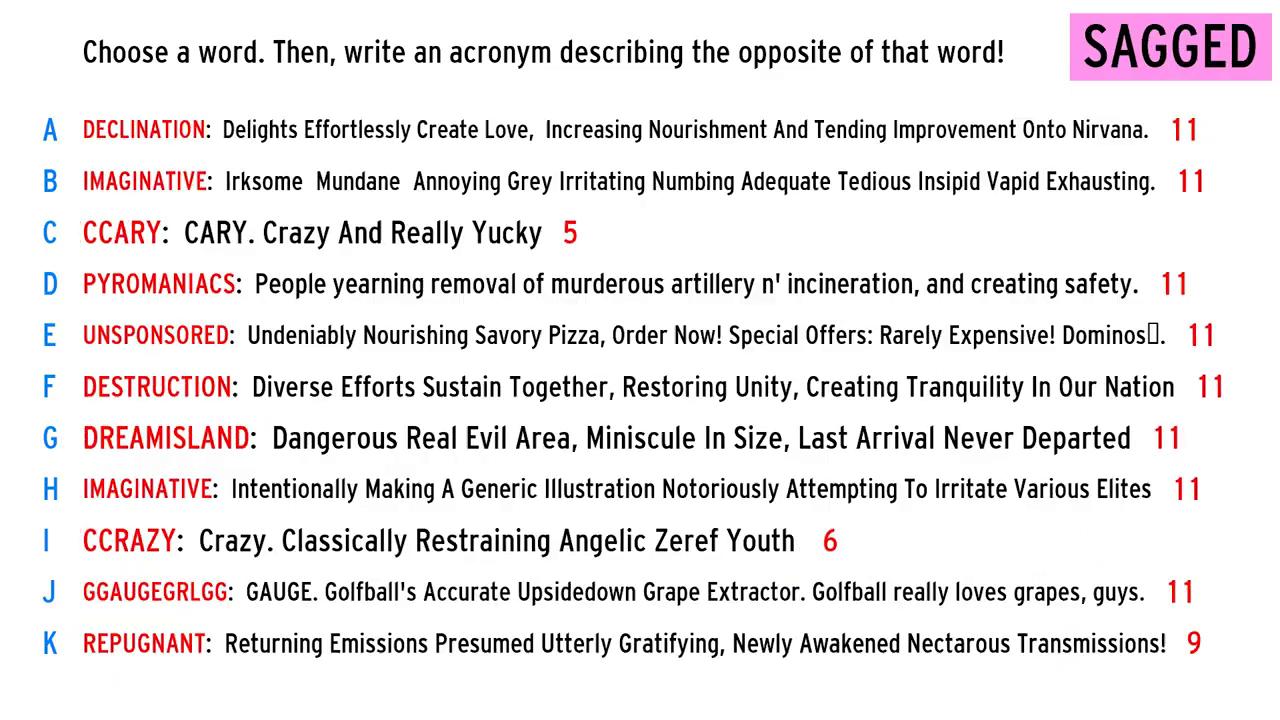 Choose a word. Then, write an acronym describing the opposite of that word!
SAGGED
A DECLINATION: Delights Effortlessly Create Love, Increasing Nourishment And Tending Improvement Onto Nirvana. 11
B IMAGINATIVE: Irksome Mundane Annoying Grey Irritating Numbing Adequate Tedious Insipid Vapid Exhausting. 11
C CCARY: CARY. Crazy And Really Yucky 5
D PYROMANIACS: People yearning removal of murderous artillery n' incineration, and creating safety. 11
E UNSPONSORED: Undeniably Nourishing Savory Pizza, Order Now! Special Offers: Rarely Expensive! Dominos▯. 11
F DESTRUCTION: Diverse Efforts Sustain Together, Restoring Unity, Creating Tranquility In Our Nation 11
G DREAMISLAND: Dangerous Real Evil Area, Miniscule In Size, Last Arrival Never Departed 11
H IMAGINATIVE: Intentionally Making A Generic Illustration Notoriously Attempting To Irritate Various Elites 11
I CCRAZY: Crazy. Classically Restraining Angelic Zeref Youth 6
J GGAUGEGRLGG: GAUGE. Golfball's Accurate Upsidedown Grape Extractor. Golfball really loves grapes, guys. 11
K REPUGNANT: Returning Emissions Presumed Utterly Gratifying, Newly Awakened Nectarous Transmissions! 9